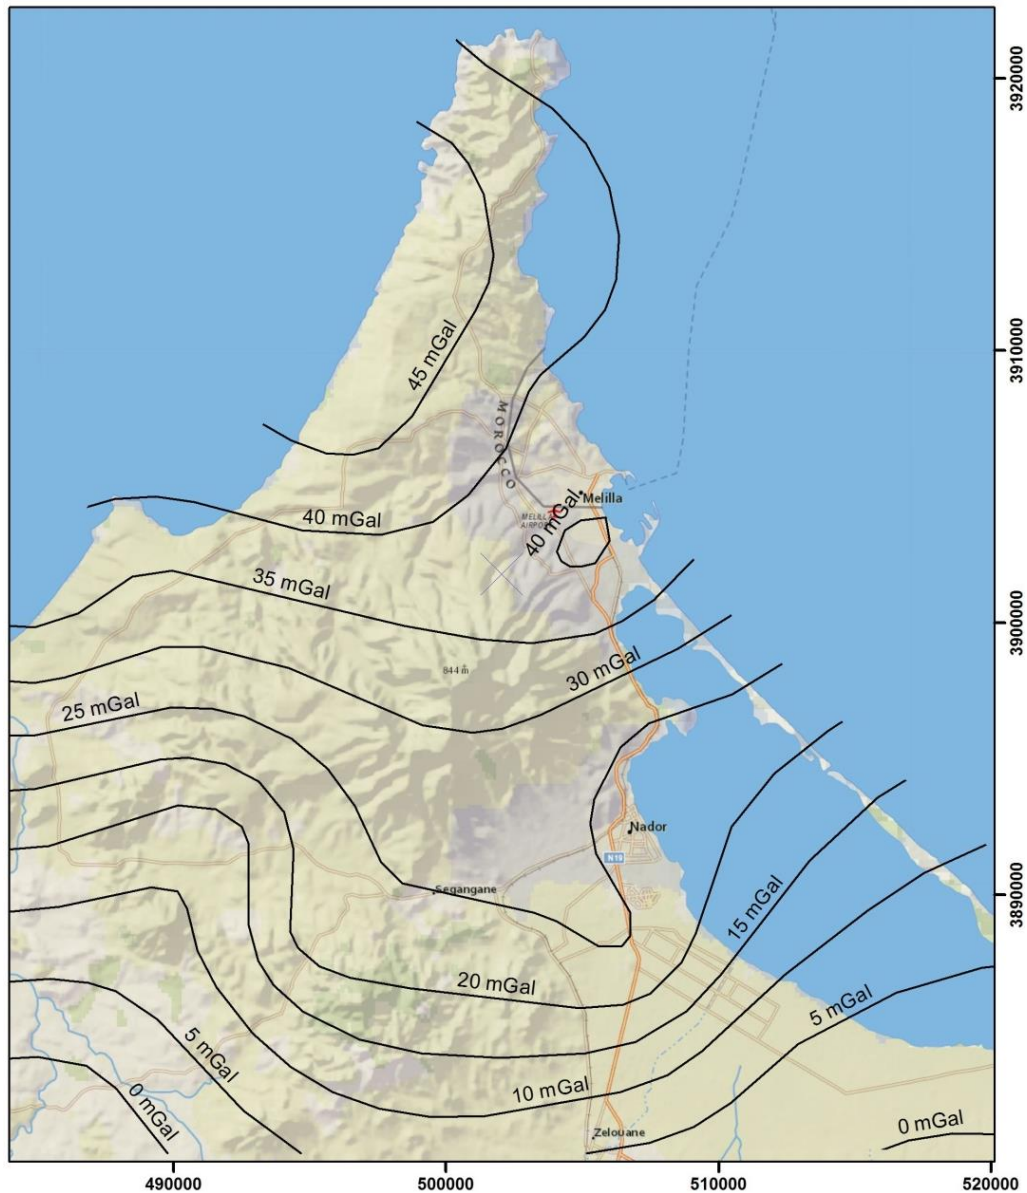 3920000
45 mGal
3910000
MOROCCO
Melilla
MELILLA
AIRPORT
40 mGal
40 mGal
35 mGal
3900000
844 m
30 mGal
25 mGal
Nador
N19
Segangane
3890000
15 mGal
20 mGal
5 mGal
5 mGal
10 mGal
0 mGal
Zelouane
0 mGal
490000
500000
510000
520000